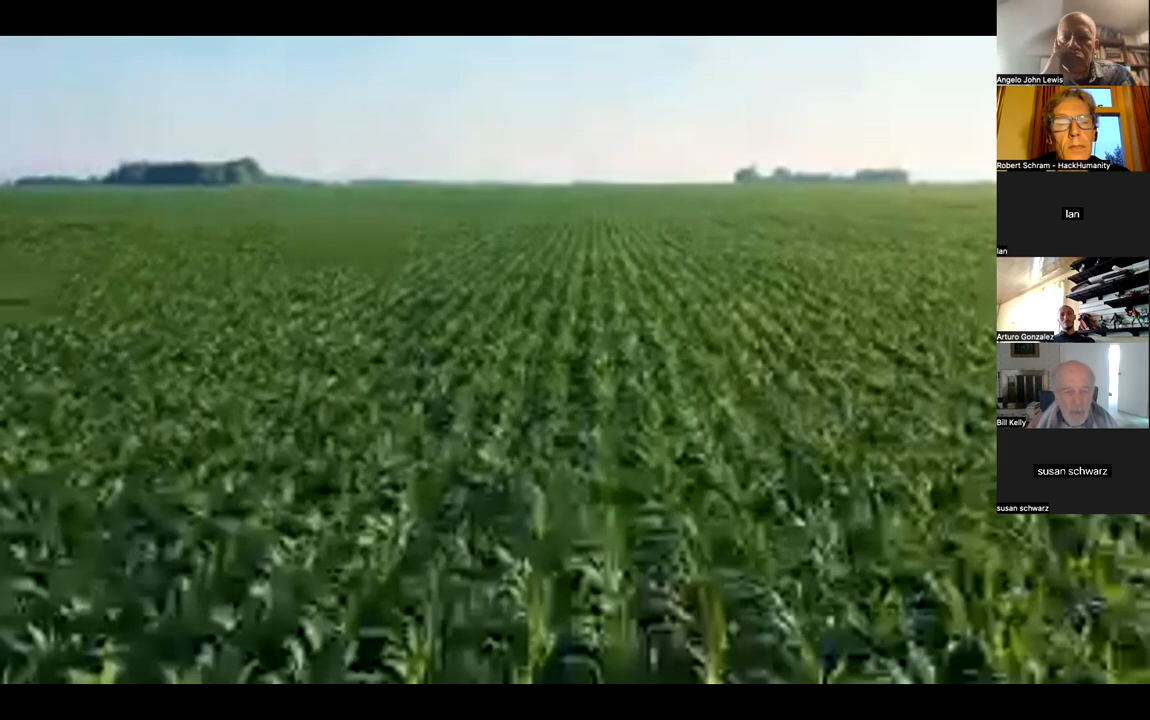 Angelo John Lewis
Robert Schram - HackHumanity
Ian
Ian
Arturo Gonzalez
Bill Kelly
susan schwarz
susan schwarz